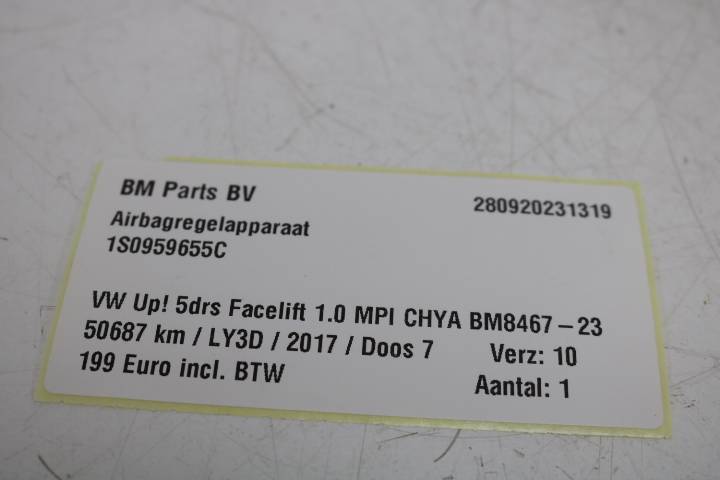 BM Parts BV 280920231319
Airbagregelapparaat
1S0959655C
VW Up! 5drs Facelift 1.0 MPI CHYA BM8467-23
50687 km / LY3D / 2017 / Doos 7 Verz: 10
199 Euro incl. BTW Aantal: 1